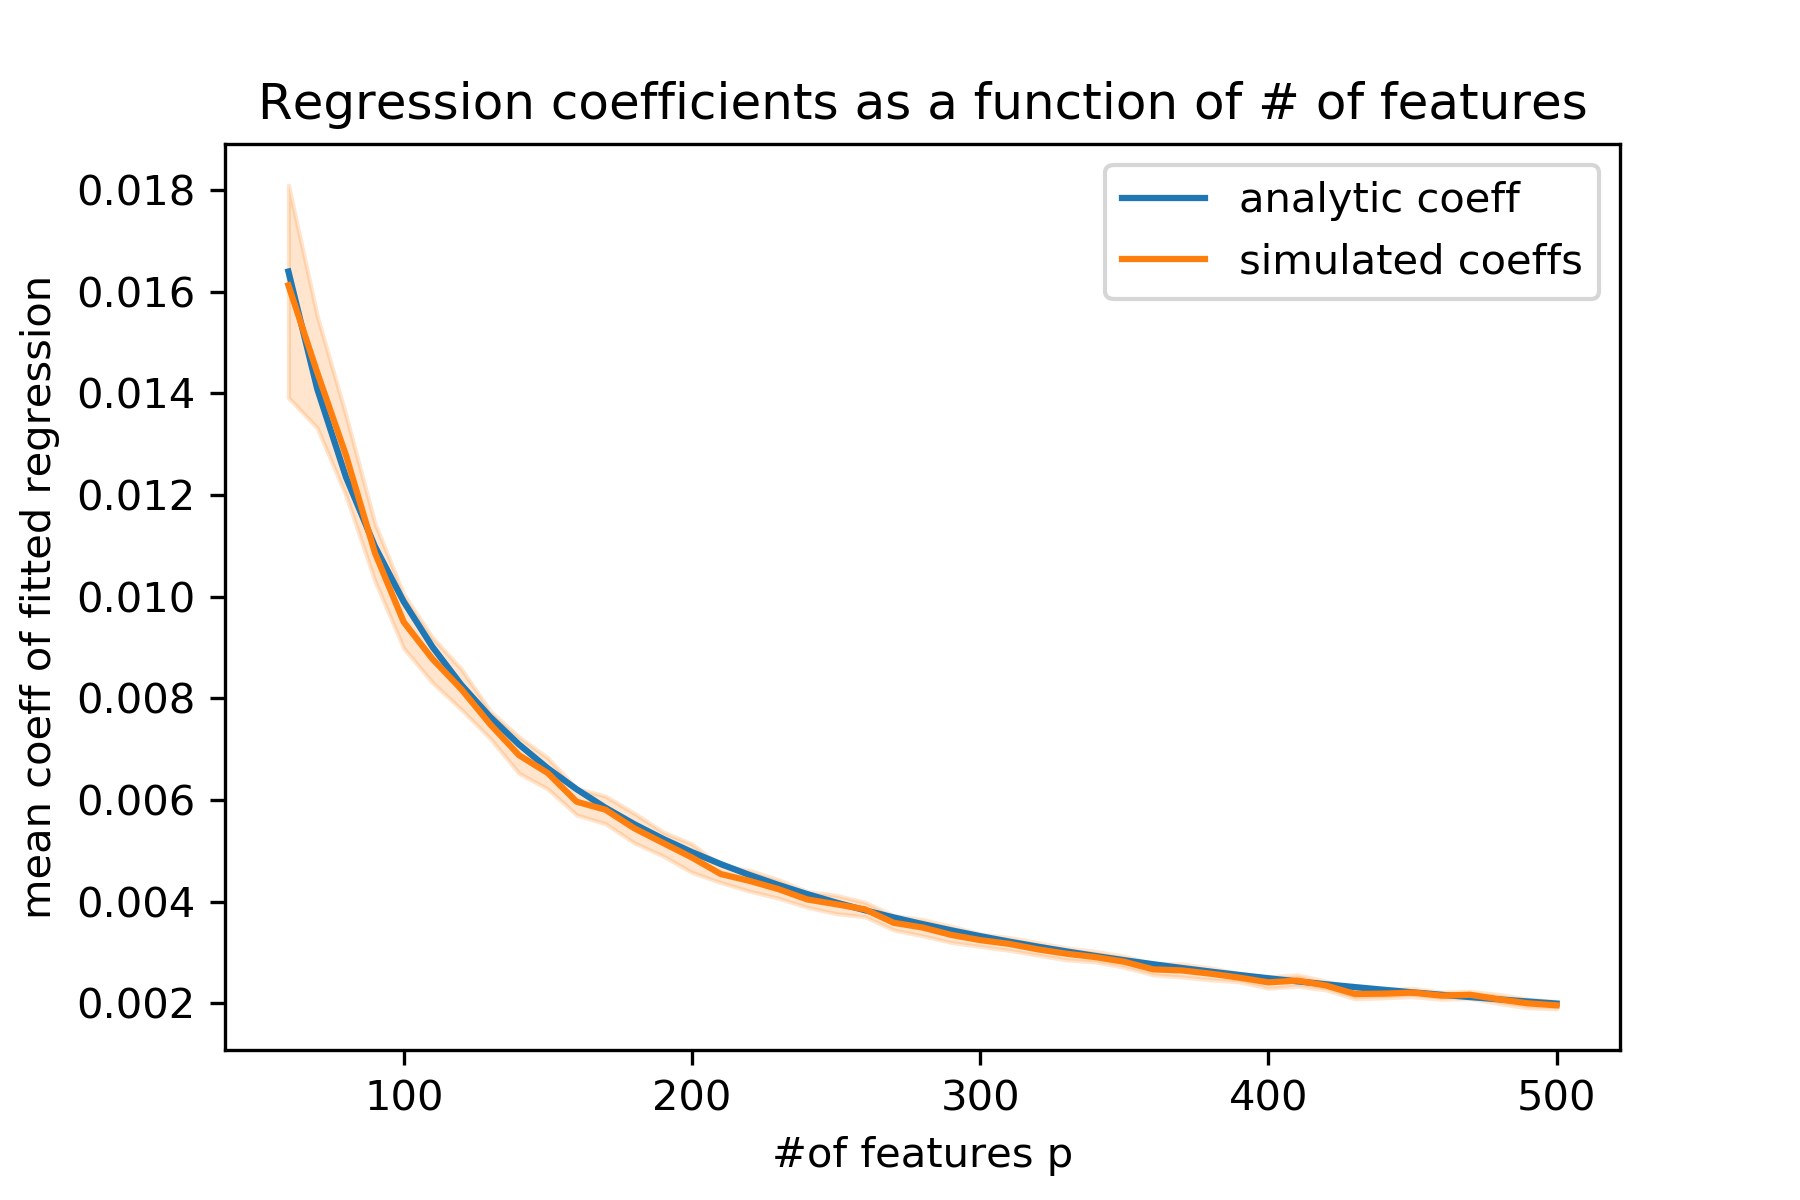 Regression coefficients as a function of # of features
analytic coeff
simulated coeffs
mean coeff of fitted regression
0.018
0.016
0.014
0.012
0.010
0.008
0.006
0.004
0.002
100 200 300 400 500
#of features p